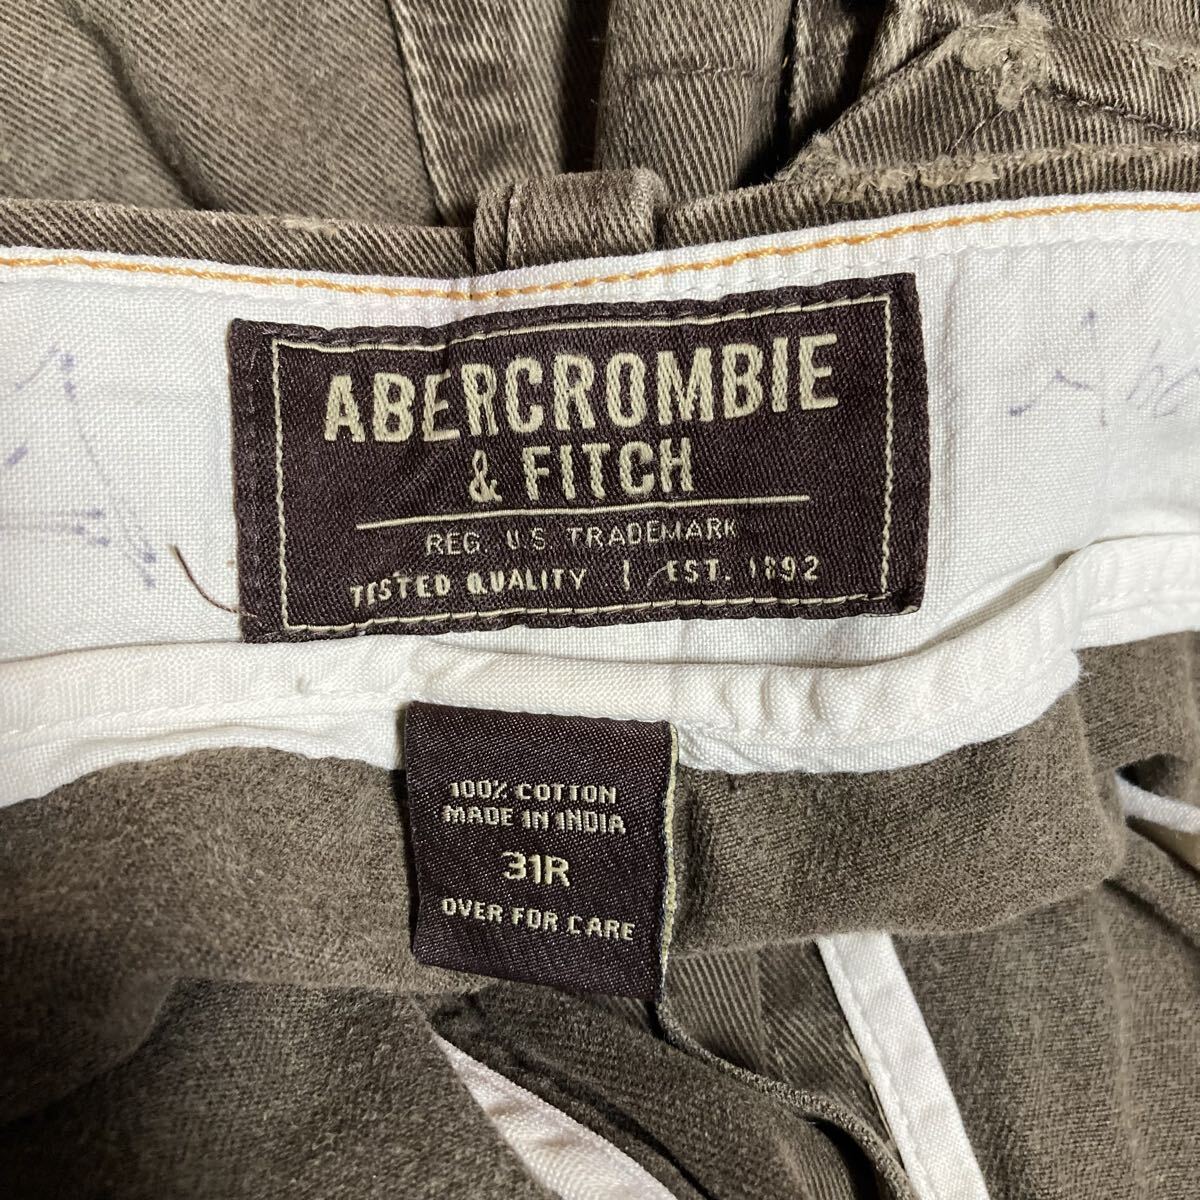 ABERCROMBIE
& FITCH
REG. U.S. TRADEMARK
TESTED QUALITY | EST. 1892
100% COTTON
MADE IN INDIA
31R
OVER FOR CARE